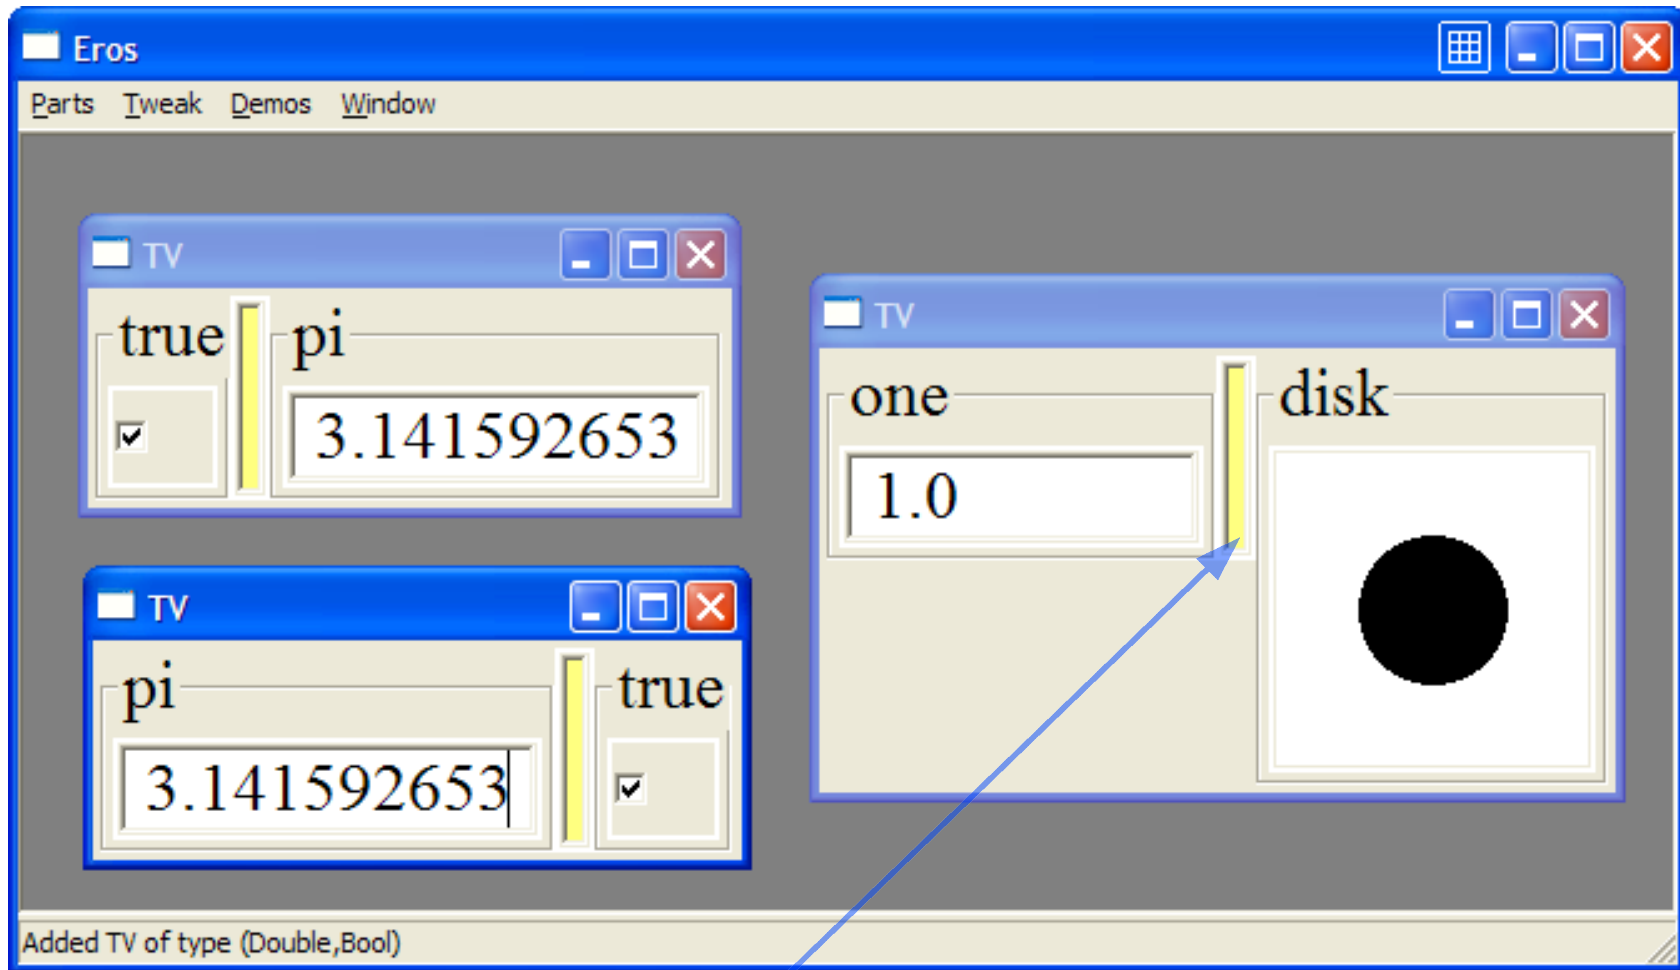 Eros
Parts Tweak Demos Window
TV
true pi
3.141592653
TV
one disk
1.0
TV
pi true
3.141592653
Added TV of type (Double,Bool)